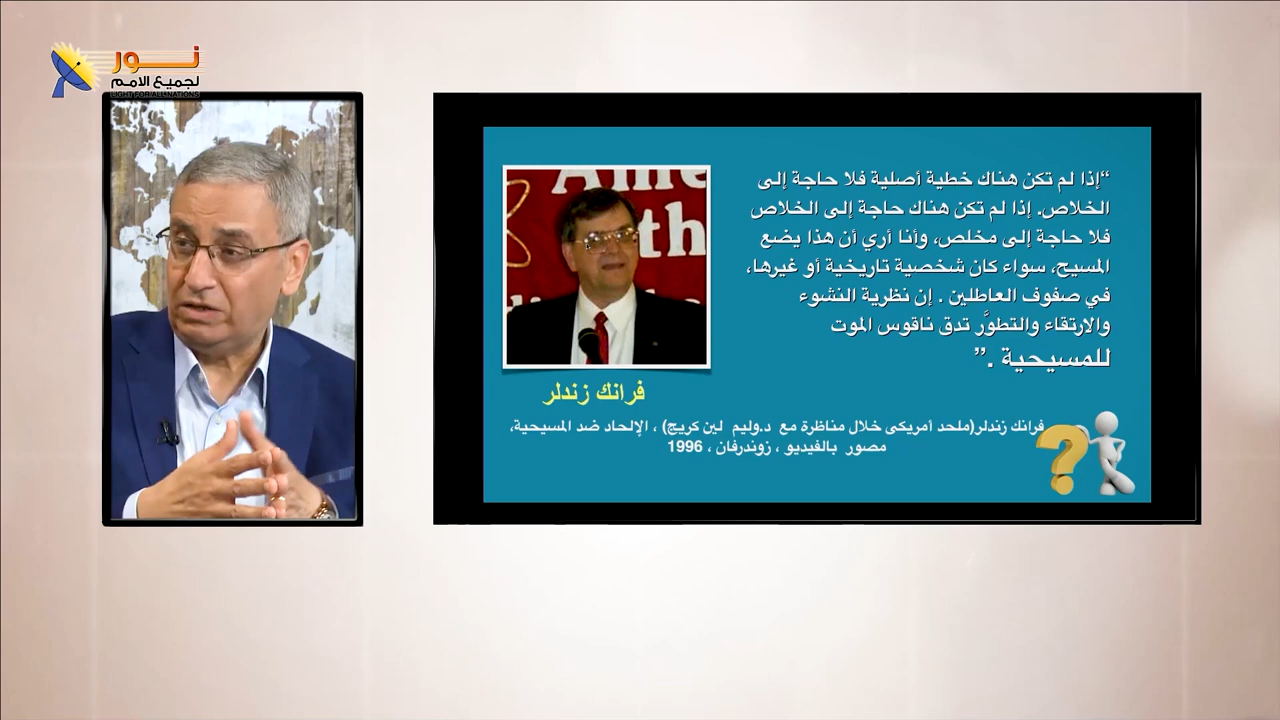 نور
لجميع الامم
LIGHT FOR ALL NATIONS
“إذا لم تكن هناك خطية أصلية فلا حاجة إلى
الخلاص. إذا لم تكن هناك حاجة إلى الخلاص
فلا حاجة إلى مخلص، وأنا أري أن هذا يضع
المسيح، سواء كان شخصية تاريخية أو غيرها،
في صفوف العاطلين . إن نظرية النشوء
والارتقاء والتطوَّر تدق ناقوس الموت
للمسيحية .”
th
فرانك زندلر
فرانك زندلر(ملحد أمريكى خلال مناظرة مع د.وليم لين كريج) ، الإلحاد ضد المسيحية،
مصور بالفيديو ، زوندرفان ، 1996
?